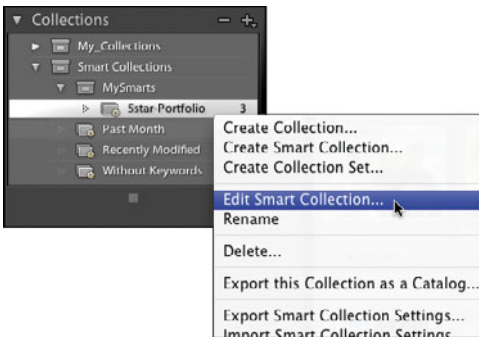 Collections
My_Collections
Smart Collections
MySmarts
5star-Portfolio 3
Past Month
Recently Modified
Without Keywords
Create Collection...
Create Smart Collection...
Create Collection Set...
Edit Smart Collection...
Rename
Delete...
Export this Collection as a Catalog...
Export Smart Collection Settings...
Import Smart Collection Settings